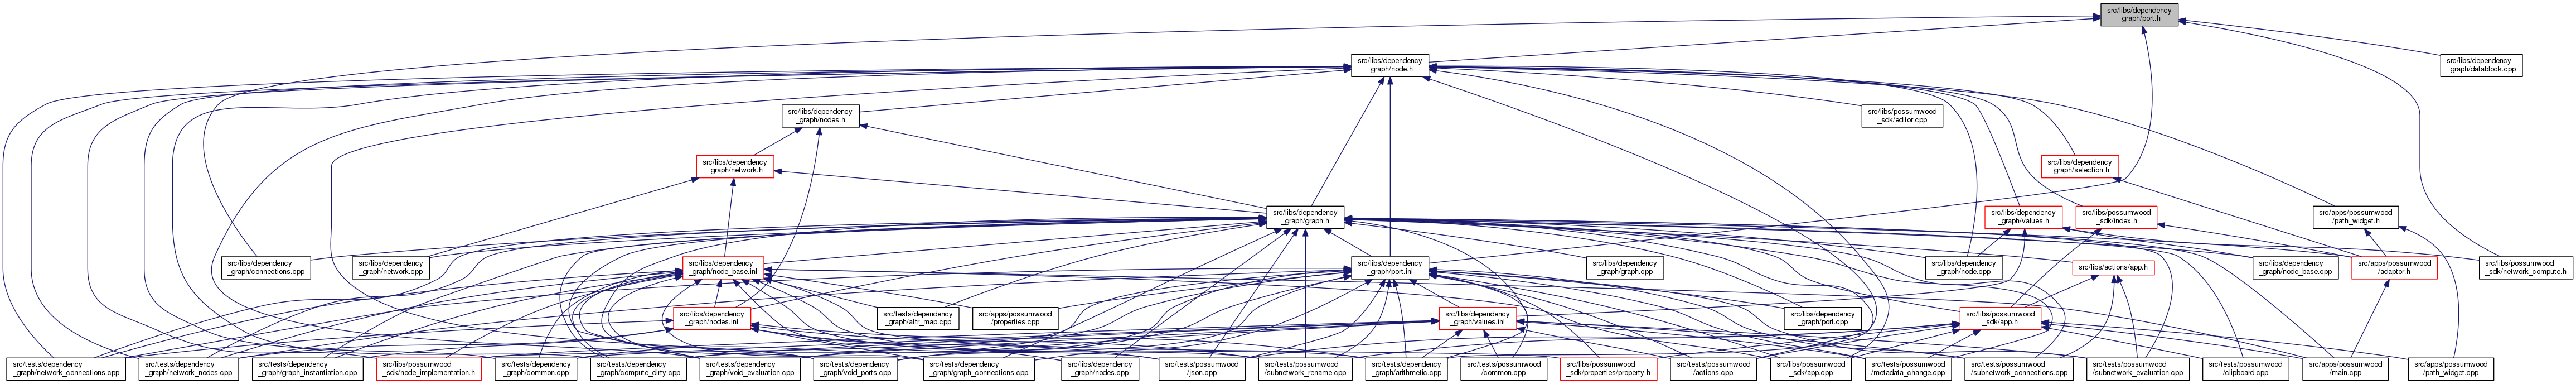 src/libs/dependency
_graph/port.h
src/libs/dependency
_graph/node.h
src/libs/dependency
_graph/datablock.cpp
src/libs/dependency
_graph/nodes.h
src/libs/possumwood
_sdk/editor.cpp
src/libs/dependency
_graph/network.h
src/libs/dependency
_graph/selection.h
src/libs/dependency
_graph/graph.h
src/libs/dependency
_graph/values.h
src/libs/possumwood
_sdk/index.h
src/apps/possumwood
/path_widget.h
src/libs/dependency
_graph/connections.cpp
src/libs/dependency
_graph/network.cpp
src/libs/dependency
_graph/node_base.inl
src/libs/dependency
_graph/port.inl
src/libs/dependency
_graph/graph.cpp
src/libs/dependency
_graph/node.cpp
src/libs/actions/app.h
src/libs/dependency
_graph/node_base.cpp
src/apps/possumwood
/adaptor.h
src/libs/possumwood
_sdk/network_compute.h
src/libs/dependency
_graph/nodes.inl
src/tests/dependency
_graph/attr_map.cpp
src/apps/possumwood
/properties.cpp
src/libs/dependency
_graph/values.inl
src/libs/dependency
_graph/port.cpp
src/libs/possumwood
_sdk/app.h
src/tests/dependency
_graph/network_connections.cpp
src/tests/dependency
_graph/network_nodes.cpp
src/tests/dependency
_graph/graph_instantiation.cpp
src/libs/possumwood
_sdk/node_implementation.h
src/tests/dependency
_graph/common.cpp
src/tests/dependency
_graph/compute_dirty.cpp
src/tests/dependency
_graph/void_evaluation.cpp
src/tests/dependency
_graph/void_ports.cpp
src/tests/dependency
_graph/graph_connections.cpp
src/libs/dependency
_graph/nodes.cpp
src/tests/possumwood
/json.cpp
src/tests/possumwood
/subnetwork_rename.cpp
src/tests/dependency
_graph/arithmetic.cpp
src/tests/possumwood
/common.cpp
src/libs/possumwood
_sdk/properties/property.h
src/tests/possumwood
/actions.cpp
src/libs/possumwood
_sdk/app.cpp
src/tests/possumwood
/metadata_change.cpp
src/tests/possumwood
/subnetwork_connections.cpp
src/tests/possumwood
/subnetwork_evaluation.cpp
src/tests/possumwood
/clipboard.cpp
src/apps/possumwood
/main.cpp
src/apps/possumwood
/path_widget.cpp